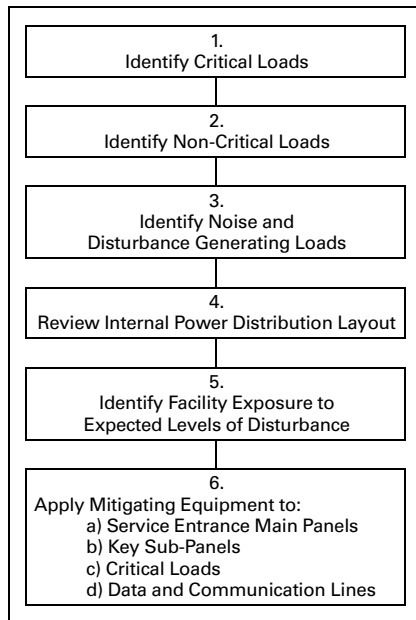 1.
Identify Critical Loads
2.
Identify Non-Critical Loads
3.
Identify Noise and
Disturbance Generating Loads
4.
Review Internal Power Distribution Layout
5.
Identify Facility Exposure to
Expected Levels of Disturbance
6.
Apply Mitigating Equipment to:
a) Service Entrance Main Panels
b) Key Sub-Panels
c) Critical Loads
d) Data and Communication Lines